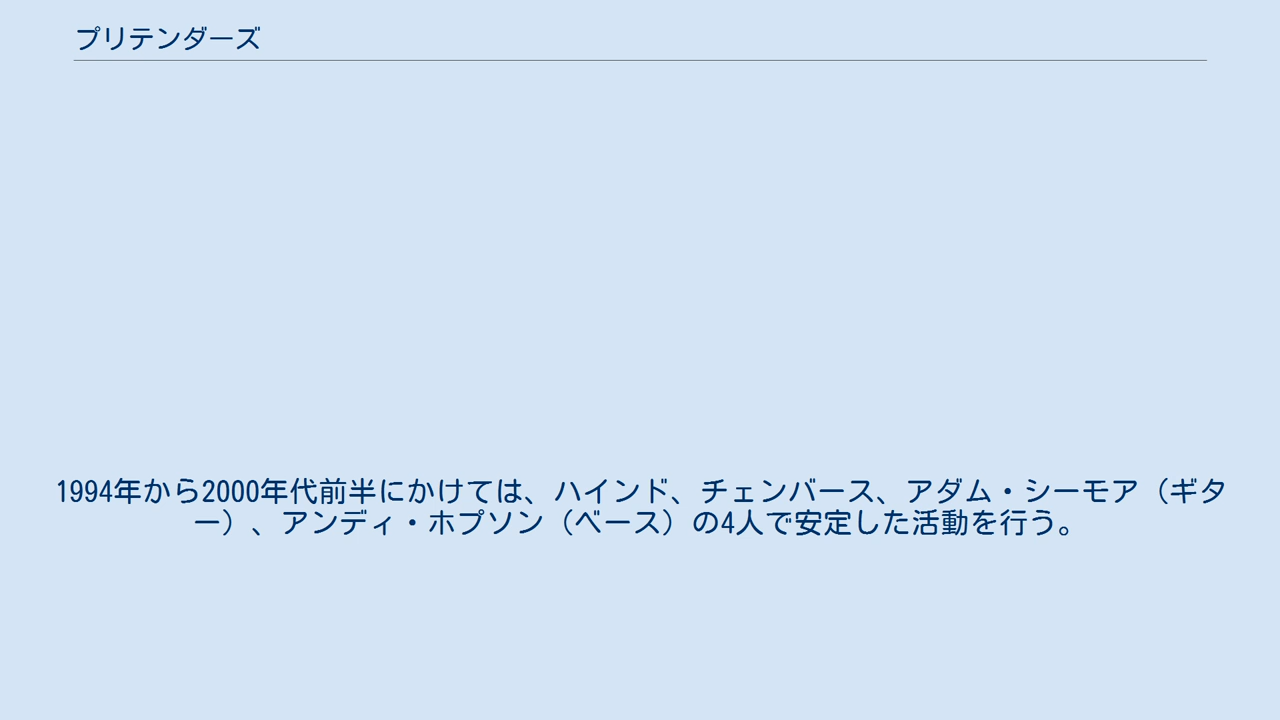 プリテンダーズ
1994年から2000年代前半にかけては、ハインド、チェンバース、アダム・シーモア（ギタ
ー）、アンディ・ホブソン（ベース）の4人で安定した活動を行う。